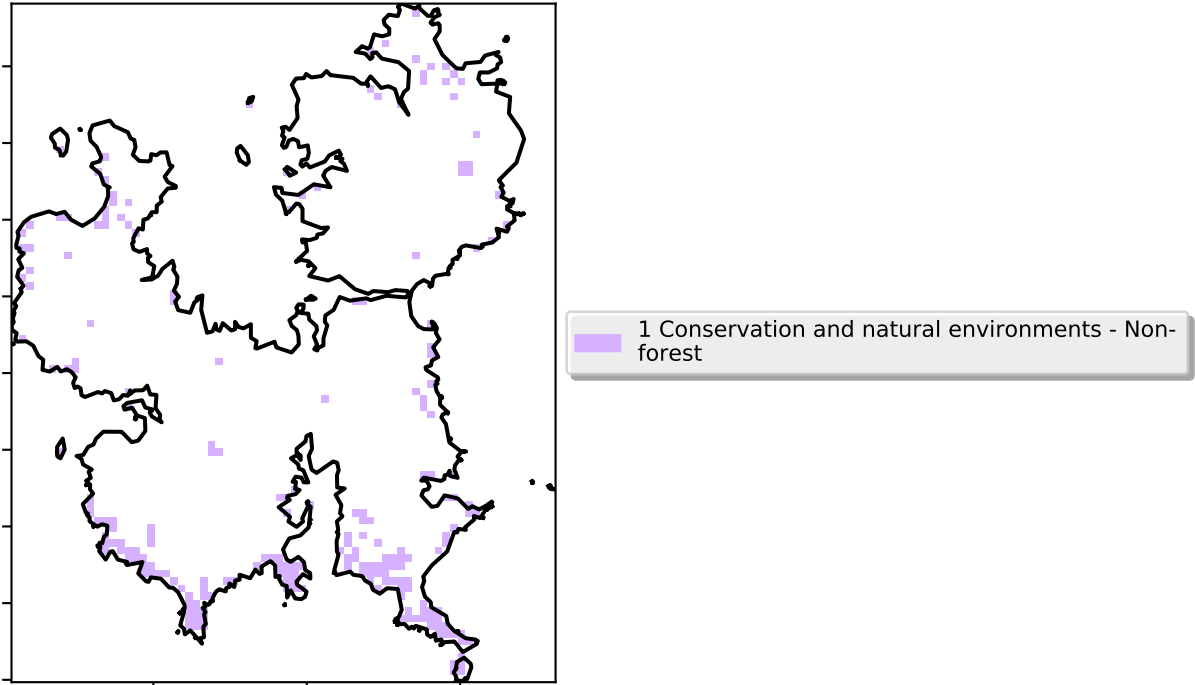 1 Conservation and natural environments - Non-
forest